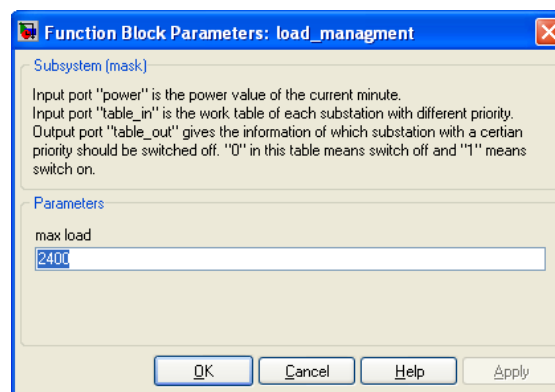 Function Block Parameters: load_managment
Subsystem (mask)
Input port "power" is the power value of the current minute.
Input port "table_in" is the work table of each substation with different priority.
Output port "table_out" gives the information of which substation with a certian
priority should be switched off. "0" in this table means switch off and "1" means
switch on.
Parameters
max load
2400
OK Cancel Help Apply